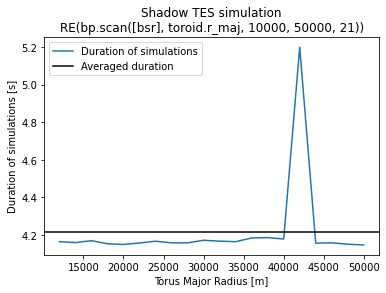 Shadow TES simulation
RE(bp.scan([bsr], toroid.r_maj, 10000, 50000, 21))
Duration of simulations
Averaged duration
Duration of simulations [s]
5.2
5.0
4.8
4.6
4.4
4.2
15000 20000 25000 30000 35000 40000 45000 50000
Torus Major Radius [m]